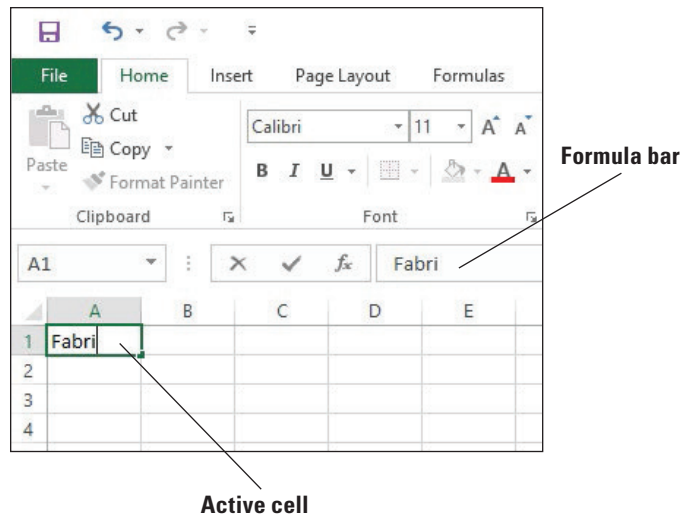 File Home Insert Page Layout Formulas
Cut
Copy
Paste
Format Painter
Calibri 11 A A
B I U A
Clipboard Font
Formula bar
A1 fx Fabri
A B C D E
1 Fabri
2
3
4
Active cell